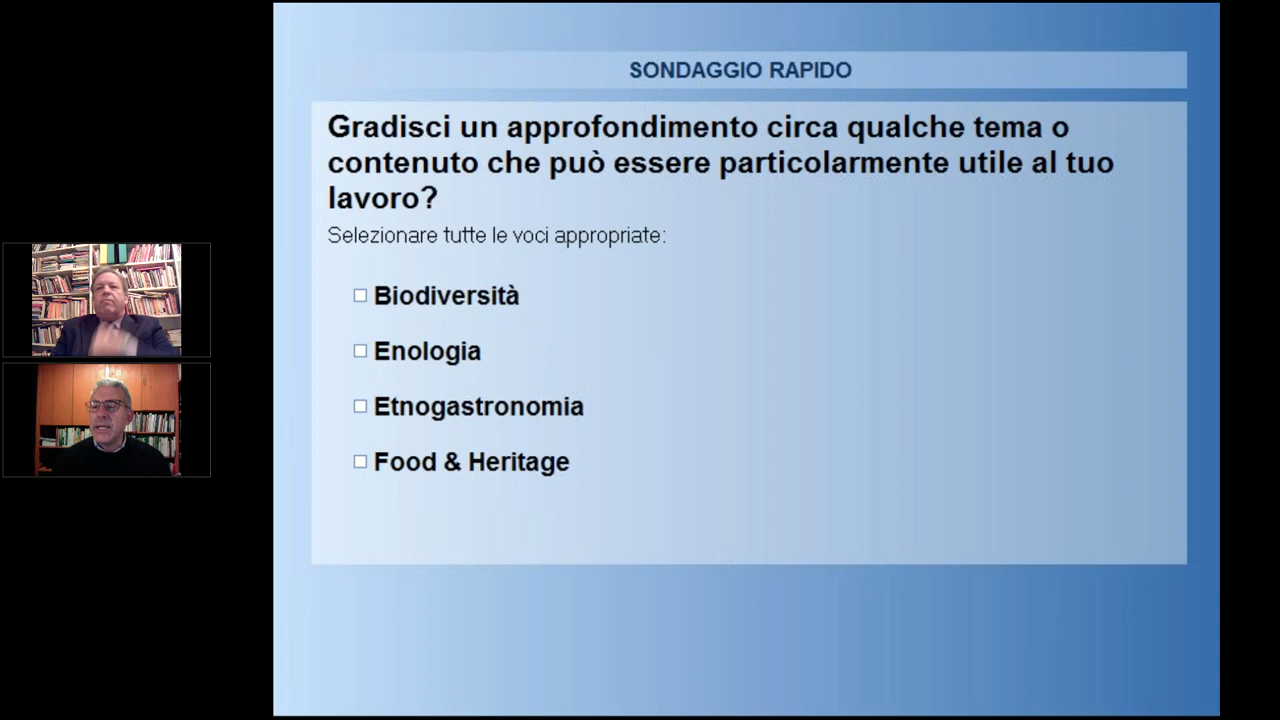 SONDAGGIO RAPIDO
Gradisci un approfondimento circa qualche tema o
contenuto che può essere particolarmente utile al tuo
lavoro?
Selezionare tutte le voci appropriate:
Biodiversità
Enologia
Etnogastronomia
Food & Heritage